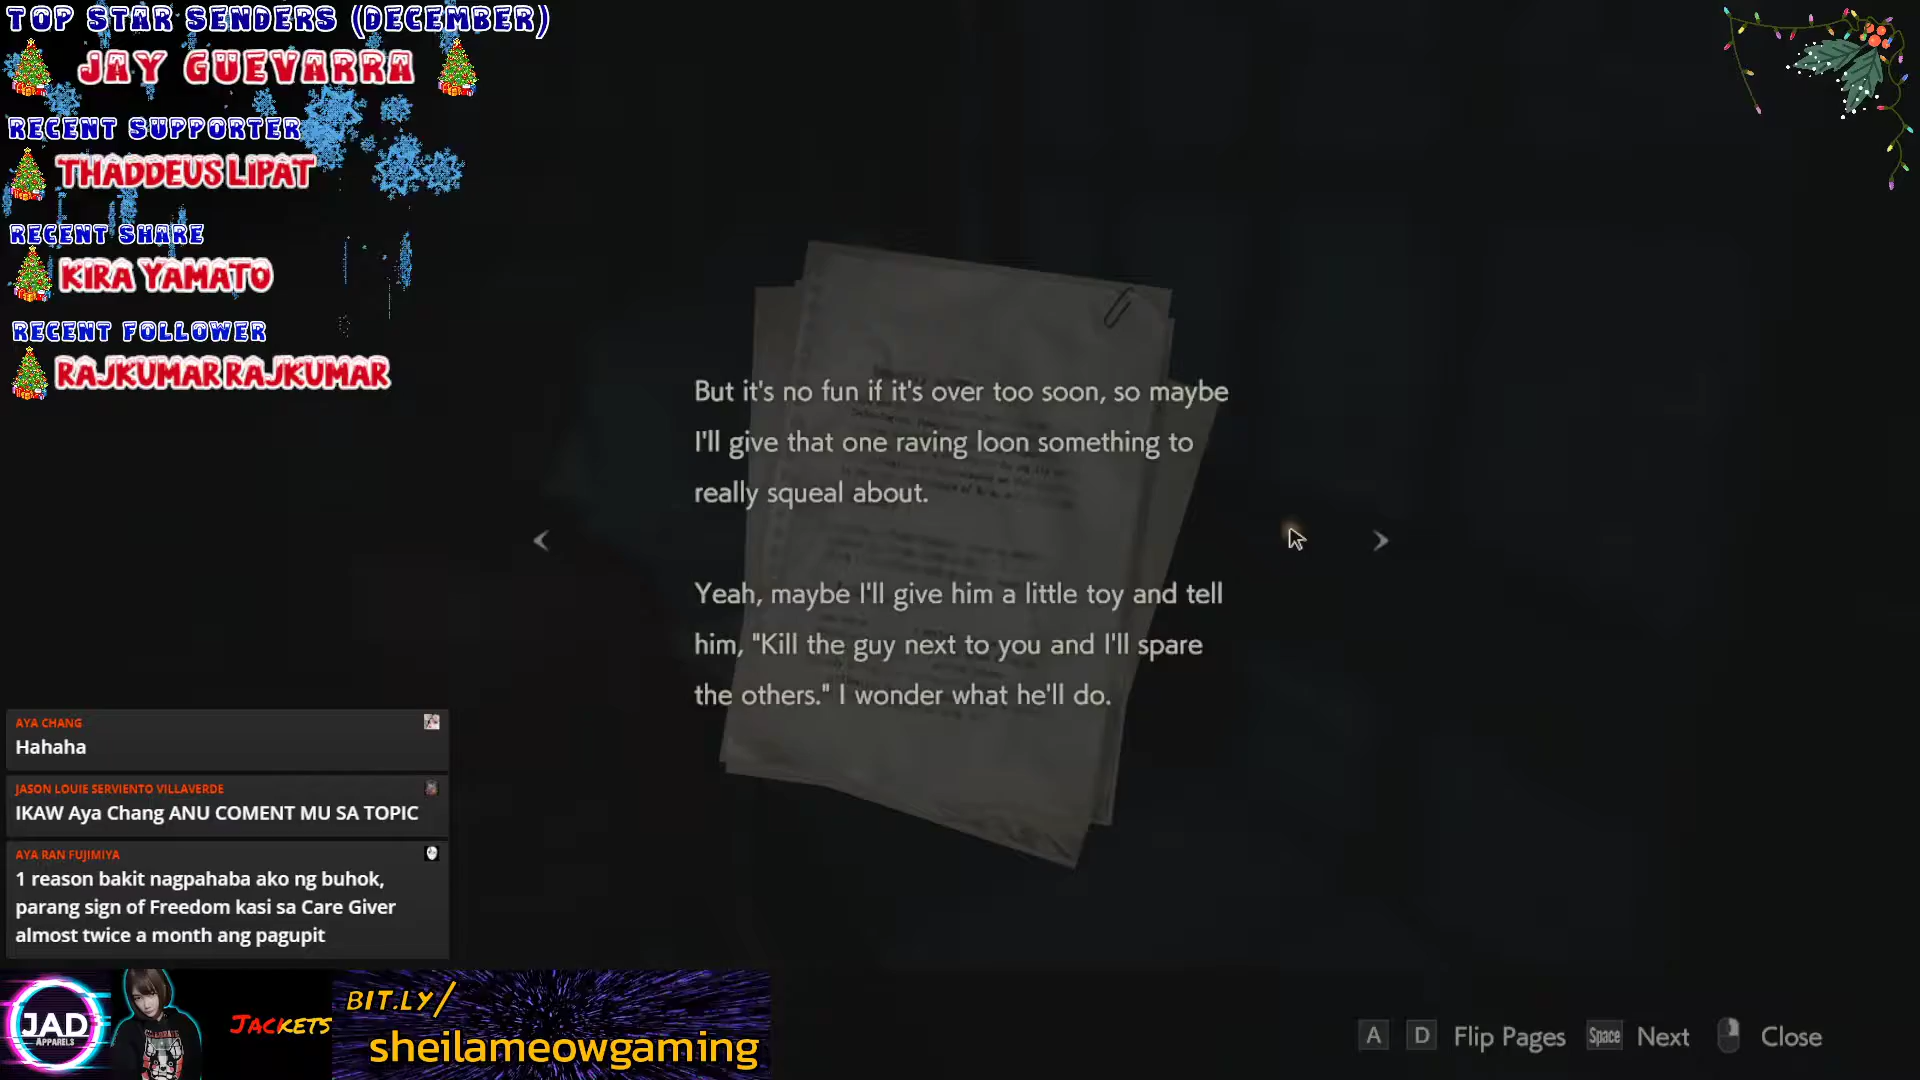 TOP STAR SENDERS (DECEMBER)
JAY GUEVARRA
RECENT SUPPORTER
THADDEUS LIPAT
RECENT SHARE
KIRA YAMATO
RECENT FOLLOWER
RAJKUMAR RAJKUMAR
But it's no fun if it's over too soon, so maybe
I'll give that one raving loon something to
really squeal about.
Yeah, maybe I'll give him a little toy and tell
him, "Kill the guy next to you and I'll spare
the others." I wonder what he'll do.
AYA CHANG
Hahaha
JASON LOUIE SERVIENTO VILLAVERDE
IKAW Aya Chang ANU COMENT MU SA TOPIC
AYA RAN FUJIMIYA
1 reason bakit nagpahaba ako ng buhok,
parang sign of Freedom kasi sa Care Giver
almost twice a month ang pagupit
JAD
APPARELS
JACKETS
BIT.LY/
sheilameowgaming
A D Flip Pages Space Next Close